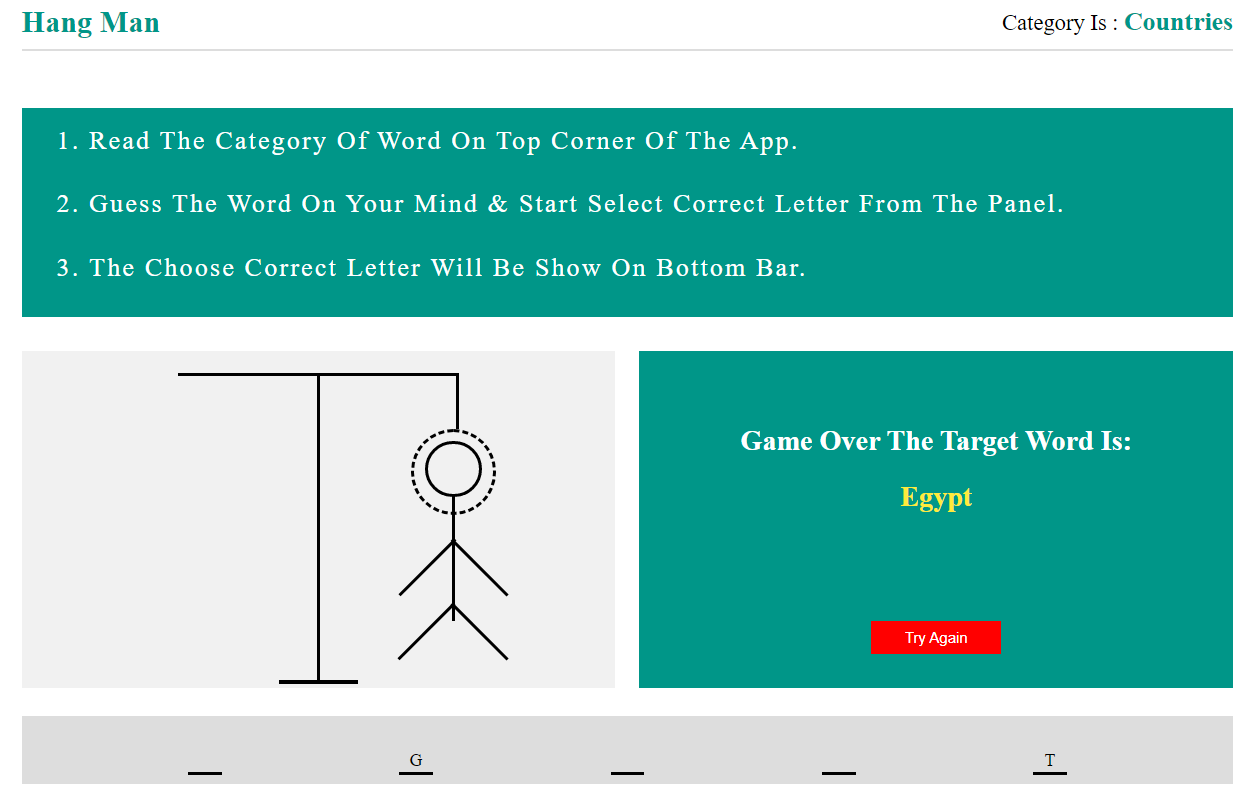 Hang Man
Category Is : Countries
1. Read The Category Of Word On Top Corner Of The App.
2. Guess The Word On Your Mind & Start Select Correct Letter From The Panel.
3. The Choose Correct Letter Will Be Show On Bottom Bar.
Game Over The Target Word Is:
Egypt
Try Again
G T